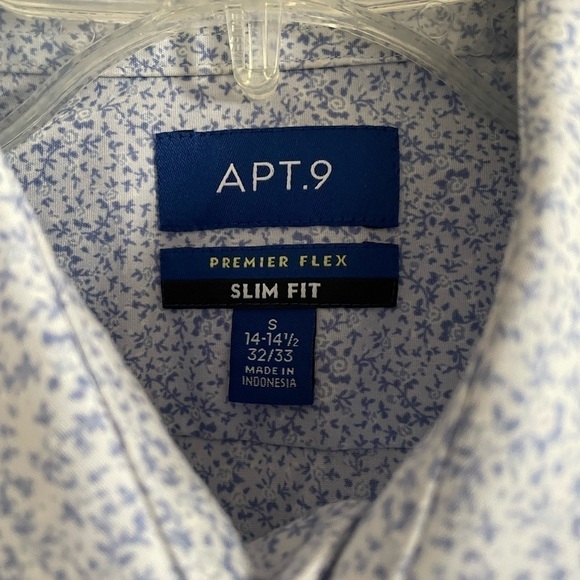 APT.9
PREMIER FLEX
SLIM FIT
S
14-14½
32/33
MADE IN
INDONESIA